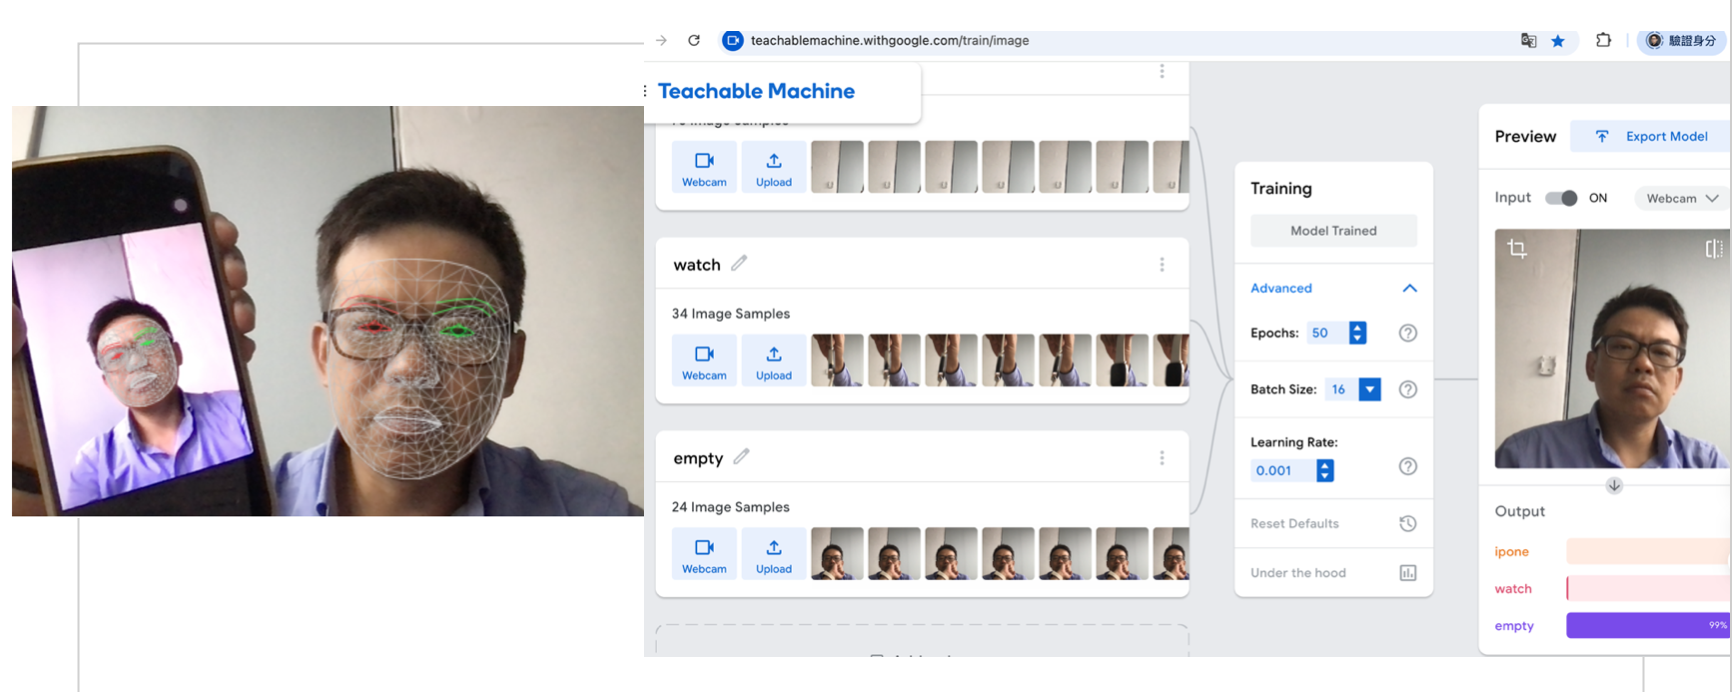 teachablemachine.withgoogle.com/train/image
驗證身分
Teachable Machine
Image Samples
Webcam
Upload
watch
34 Image Samples
Webcam
Upload
empty
24 Image Samples
Webcam
Upload
Training
Model Trained
Advanced
Epochs: 50
Batch Size: 16
Learning Rate:
0.001
Reset Defaults
Under the hood
Preview
Export Model
Input ON Webcam
Output
ipone
watch
empty 99%